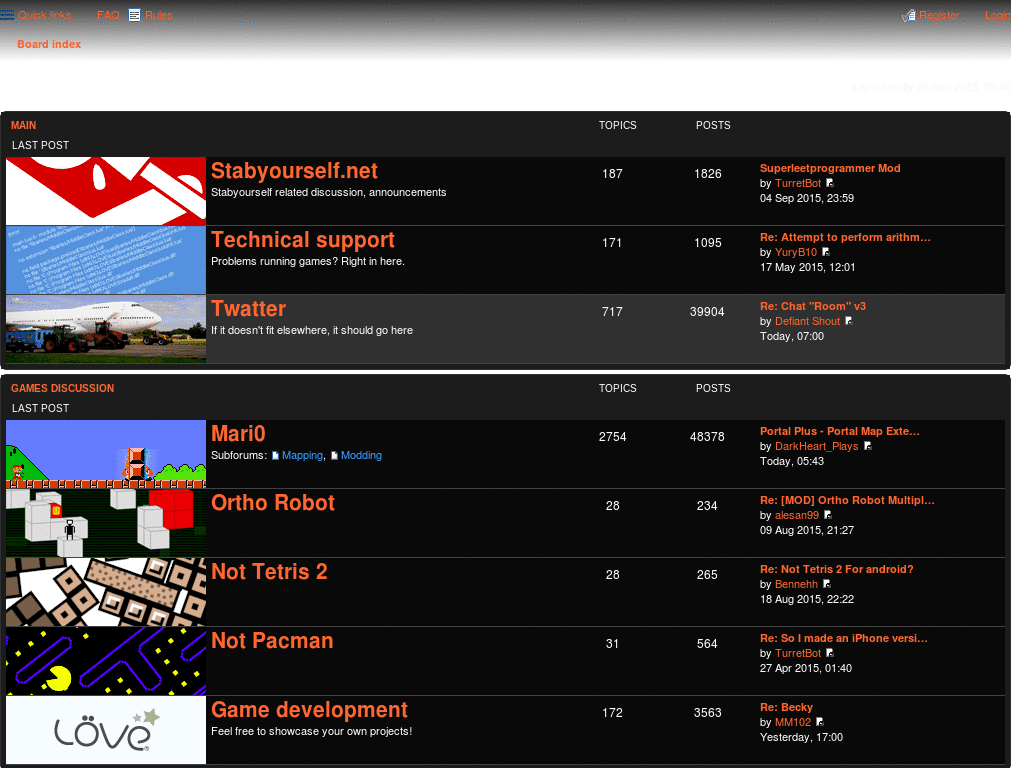 Quick links FAQ Rules Register Login
Board index
It is currently 05 Sep 2015, 08:00
MAIN TOPICS POSTS
LAST POST
Stabyourself.net 187 1826 Superleetprogrammer Mod
Stabyourself related discussion, announcements by TurretBot
04 Sep 2015, 23:59
Technical support 171 1095 Re: Attempt to perform arithm…
Problems running games? Right in here. by YuryB10
17 May 2015, 12:01
Twatter 717 39904 Re: Chat "Room" v3
If it doesn't fit elsewhere, it should go here by Defiant Shout
Today, 07:00
GAMES DISCUSSION TOPICS POSTS
LAST POST
Mari0 2754 48378 Portal Plus - Portal Map Exte…
Subforums: Mapping, Modding by DarkHeart_Plays
Today, 05:43
Ortho Robot 28 234 Re: [MOD] Ortho Robot Multipl…
by alesan99
09 Aug 2015, 21:27
Not Tetris 2 28 265 Re: Not Tetris 2 For android?
by Bennehh
18 Aug 2015, 22:22
Not Pacman 31 564 Re: So I made an iPhone versi…
by TurretBot
27 Apr 2015, 01:40
Game development 172 3563 Re: Becky
Feel free to showcase your own projects! by MM102
Yesterday, 17:00
LÖVE